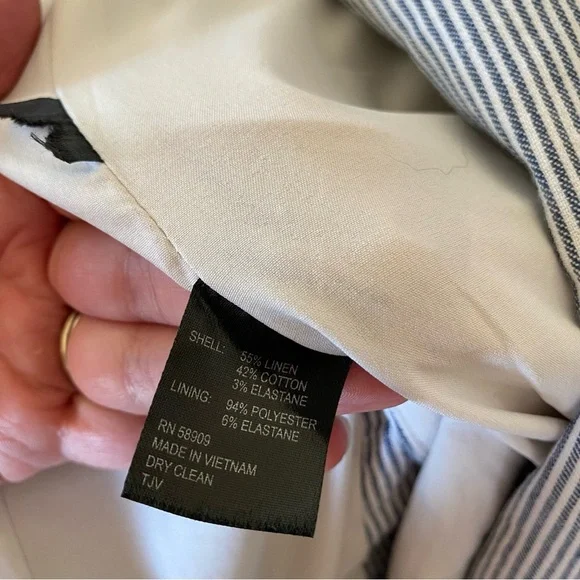 SHELL: 55% LINEN
42% COTTON
3% ELASTANE
LINING: 94% POLYESTER
6% ELASTANE
RN 58909
MADE IN VIETNAM
DRY CLEAN
TJV